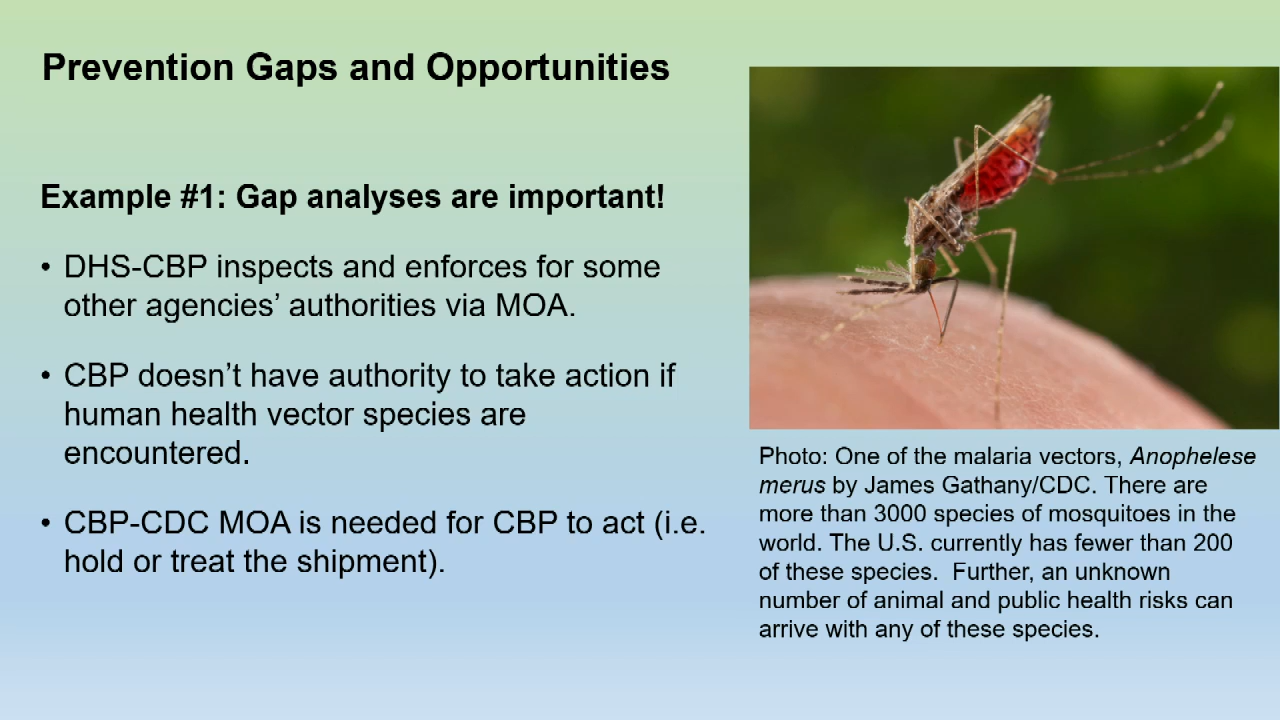 Prevention Gaps and Opportunities
Example #1: Gap analyses are important!
• DHS-CBP inspects and enforces for some
other agencies’ authorities via MOA.
• CBP doesn’t have authority to take action if
human health vector species are
encountered.
• CBP-CDC MOA is needed for CBP to act (i.e.
hold or treat the shipment).
Photo: One of the malaria vectors, Anophelese
merus by James Gathany/CDC. There are
more than 3000 species of mosquitoes in the
world. The U.S. currently has fewer than 200
of these species.  Further, an unknown
number of animal and public health risks can
arrive with any of these species.